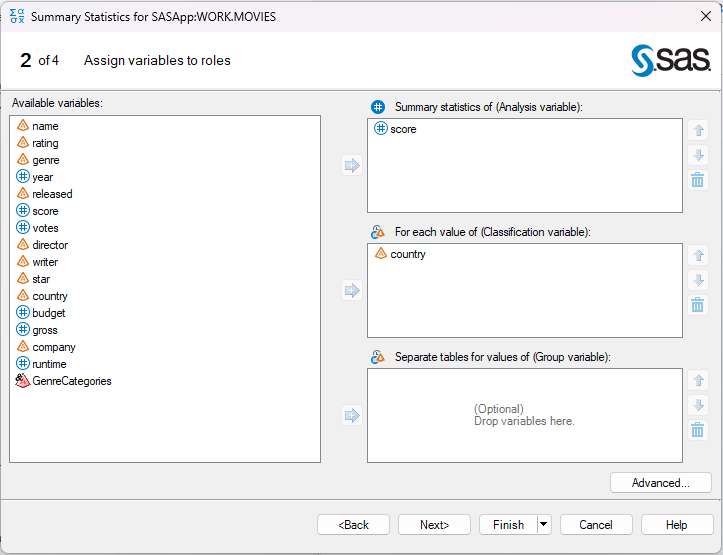 Summary Statistics for SASApp:WORK.MOVIES
2 of 4 Assign variables to roles
sas.
Available variables:
name
rating
genre
year
released
score
votes
director
writer
star
country
budget
gross
company
runtime
GenreCategories
Summary statistics of (Analysis variable):
score
For each value of (Classification variable):
country
Separate tables for values of (Group variable):
(Optional)
Drop variables here.
Advanced...
<Back
Next>
Finish
Cancel
Help